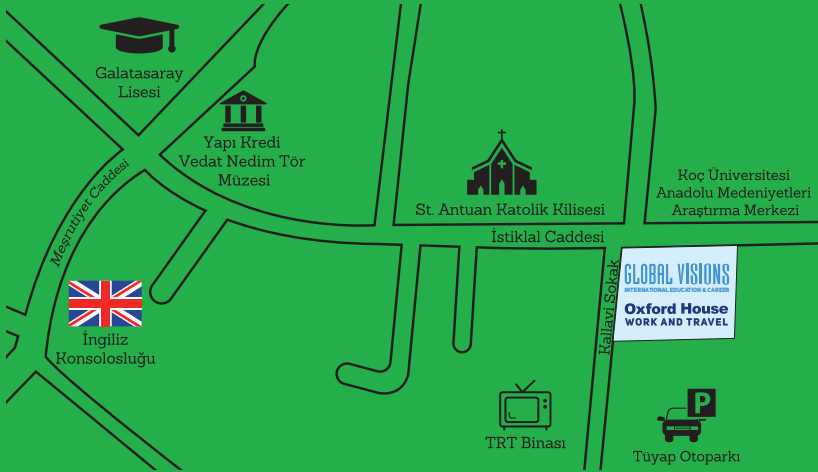 Galatasaray
Lisesi
Yapı Kredi
Vedat Nedim Tör
Müzesi
Meşrutiyet Caddesi
St. Antuan Katolik Kilisesi
Koç Üniversitesi
Anadolu Medeniyetleri
Araştırma Merkezi
İstiklal Caddesi
Kallavi Sokak
GLOBAL VISIONS
INTERNATIONAL EDUCATION & CAREER
Oxford House
WORK AND TRAVEL
İngiliz
Konsolosluğu
TRT Binası
P
Tüyap Otoparkı